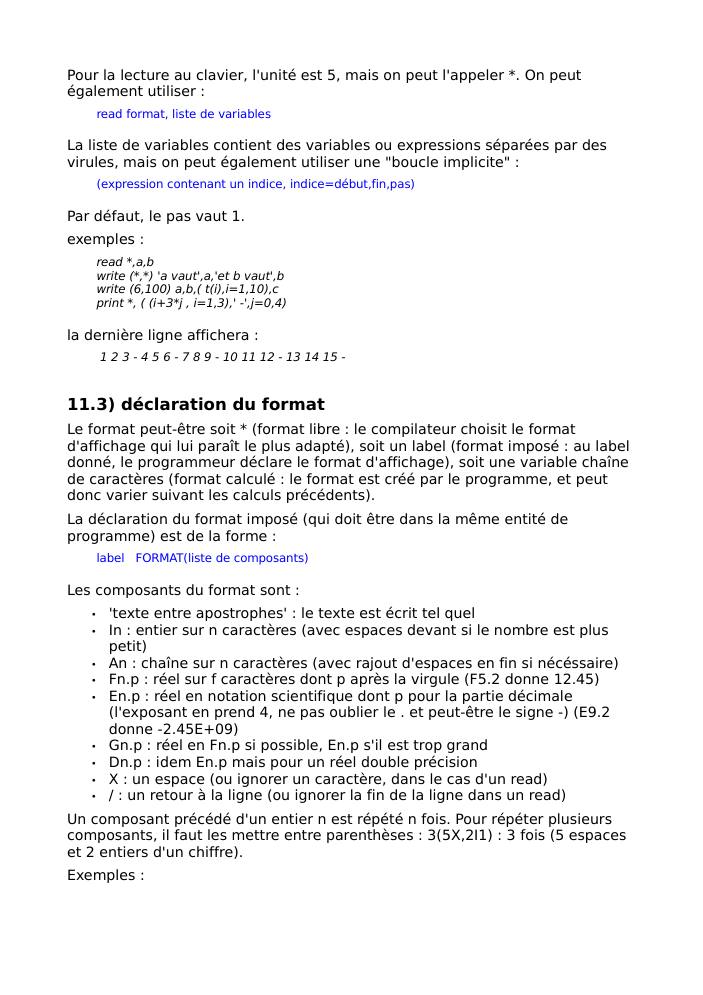 Pour la lecture au clavier, l'unité est 5, mais on peut l'appeler *. On peut
également utiliser :
read format, liste de variables
La liste de variables contient des variables ou expressions séparées par des
virules, mais on peut également utiliser une "boucle implicite" :
(expression contenant un indice, indice=début,fin,pas)
Par défaut, le pas vaut 1.
exemples :
read *,a,b
write (*,*) 'a vaut',a,'et b vaut',b
write (6,100) a,b,( t(i),i=1,10),c
print *, ( (i+3*j , i=1,3),' -',j=0,4)
la dernière ligne affichera :
1 2 3 - 4 5 6 - 7 8 9 - 10 11 12 - 13 14 15 -
11.3) déclaration du format
Le format peut-être soit * (format libre : le compilateur choisit le format
d'affichage qui lui paraît le plus adapté), soit un label (format imposé : au label
donné, le programmeur déclare le format d'affichage), soit une variable chaîne
de caractères (format calculé : le format est créé par le programme, et peut
donc varier suivant les calculs précédents).
La déclaration du format imposé (qui doit être dans la même entité de
programme) est de la forme :
label FORMAT(liste de composants)
Les composants du format sont :
• 'texte entre apostrophes' : le texte est écrit tel quel
• In : entier sur n caractères (avec espaces devant si le nombre est plus
petit)
• An : chaîne sur n caractères (avec rajout d'espaces en fin si nécéssaire)
• Fn.p : réel sur f caractères dont p après la virgule (F5.2 donne 12.45)
• En.p : réel en notation scientifique dont p pour la partie décimale
(l'exposant en prend 4, ne pas oublier le . et peut-être le signe -) (E9.2
donne -2.45E+09)
• Gn.p : réel en Fn.p si possible, En.p s'il est trop grand
• Dn.p : idem En.p mais pour un réel double précision
• X : un espace (ou ignorer un caractère, dans le cas d'un read)
• / : un retour à la ligne (ou ignorer la fin de la ligne dans un read)
Un composant précédé d'un entier n est répété n fois. Pour répéter plusieurs
composants, il faut les mettre entre parenthèses : 3(5X,2I1) : 3 fois (5 espaces
et 2 entiers d'un chiffre).
Exemples :